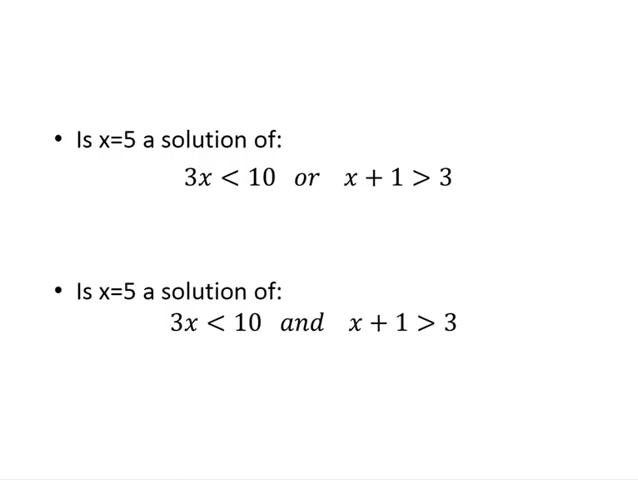 • Is x=5 a solution of:
3𝑥 < 10 𝑜𝑟 𝑥 + 1 > 3
• Is x=5 a solution of:
3𝑥 < 10 𝑎𝑛𝑑 𝑥 + 1 > 3